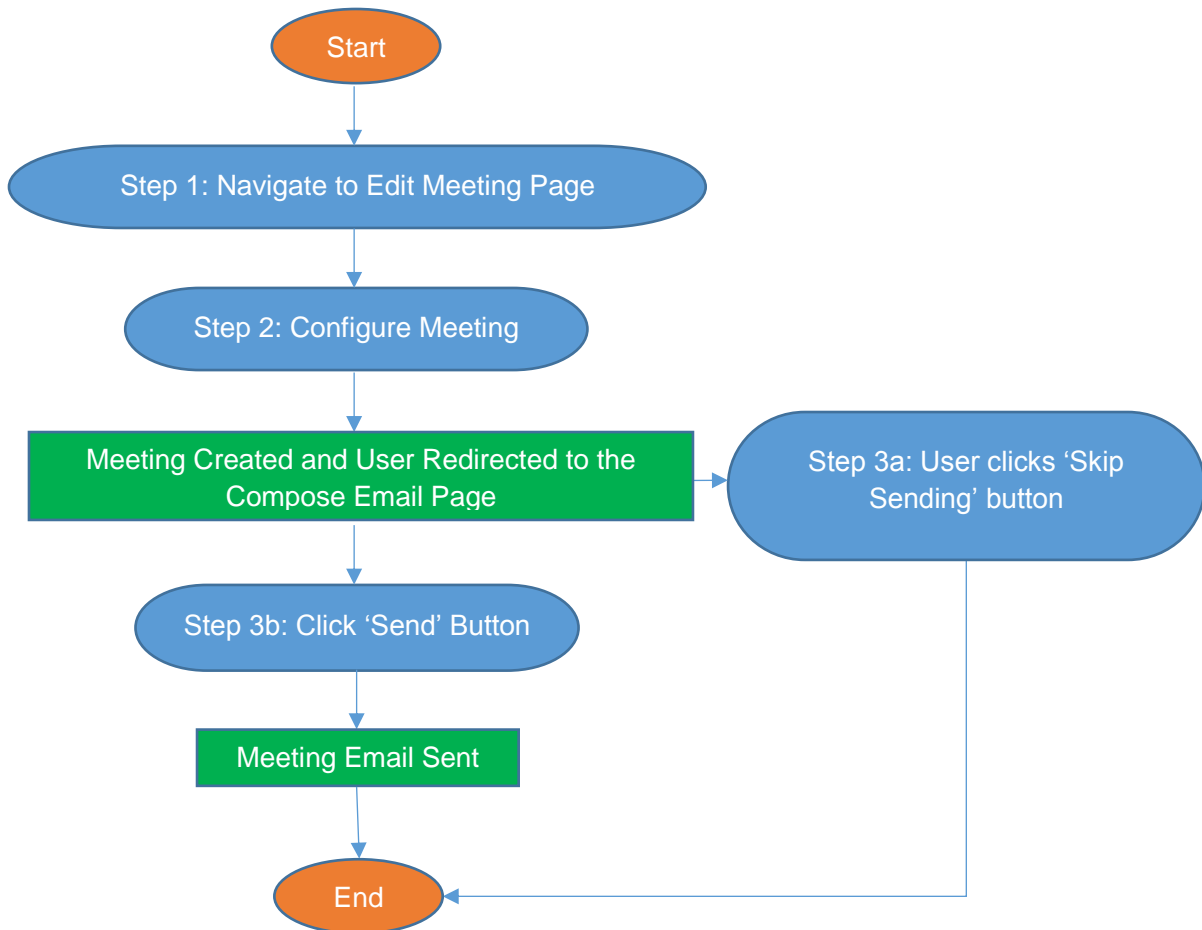 Start
Step 1: Navigate to Edit Meeting Page
Step 2: Configure Meeting
Meeting Created and User Redirected to the
Compose Email Page
Step 3a: User clicks ‘Skip
Sending’ button
Step 3b: Click ‘Send’ Button
Meeting Email Sent
End